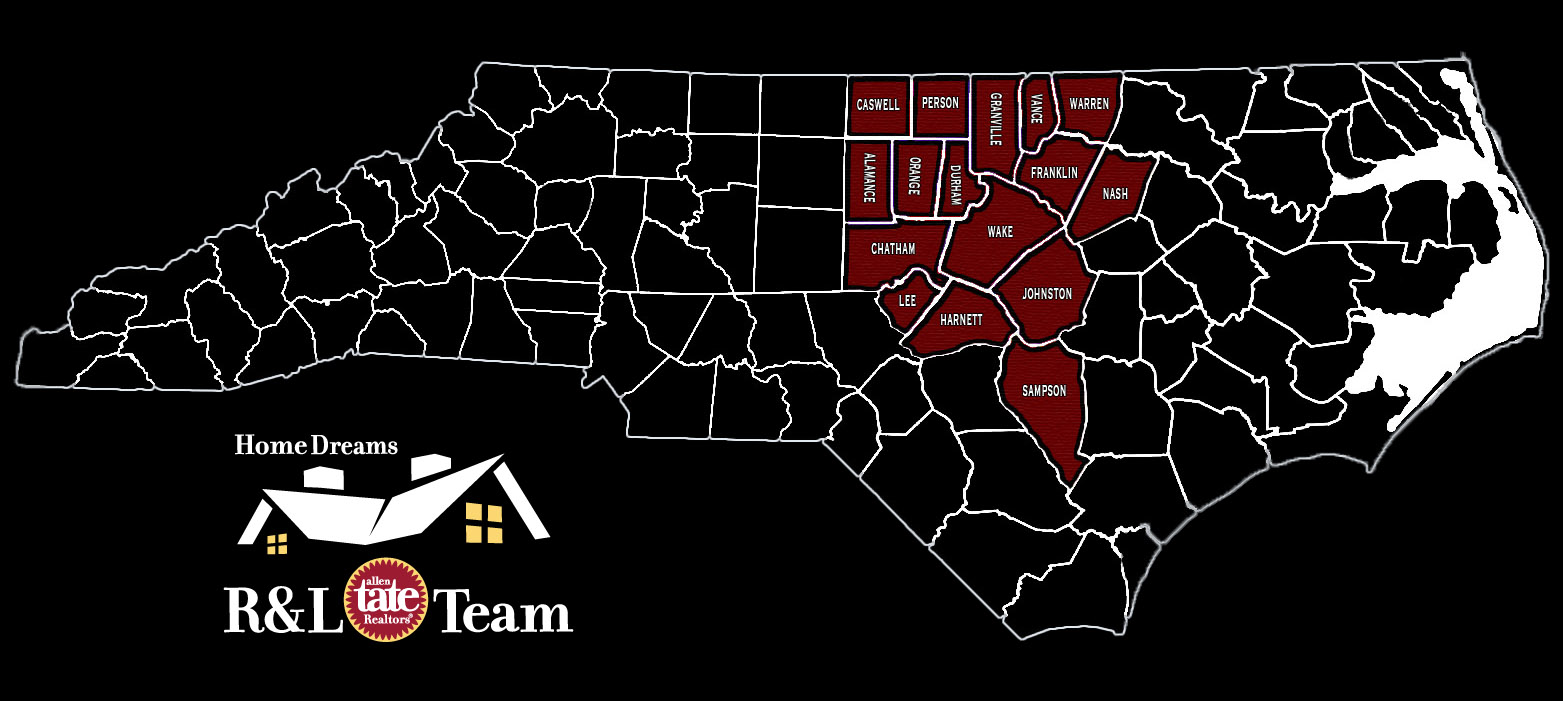 CASWELL
PERSON
GRANVILLE
VANCE
WARREN
ALAMANCE
ORANGE
DURHAM
FRANKLIN
NASH
CHATHAM
WAKE
LEE
HARNETT
JOHNSTON
SAMPSON
Home Dreams
R&L allen tate Realtors® Team